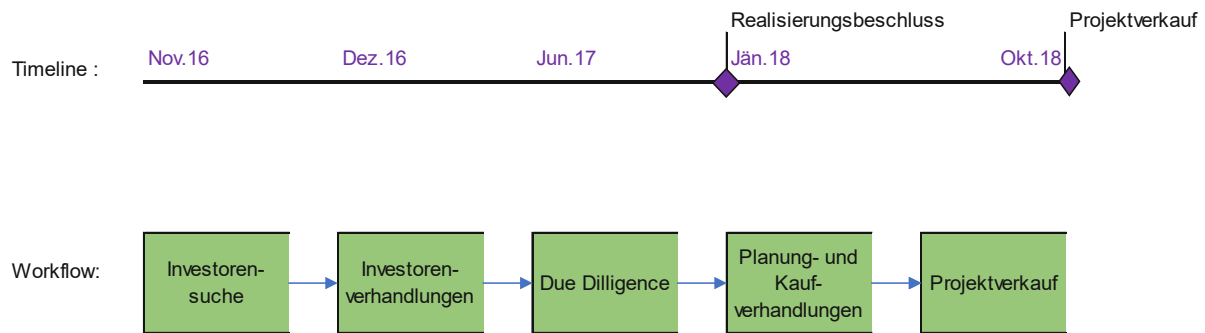 Realisierungsbeschluss
Projektverkauf
Timeline :
Nov.16
Dez.16
Jun.17
Jän.18
Okt.18
Workflow:
Investoren-
suche
Investoren-
verhandlungen
Due Dilligence
Planung- und
Kauf-
verhandlungen
Projektverkauf